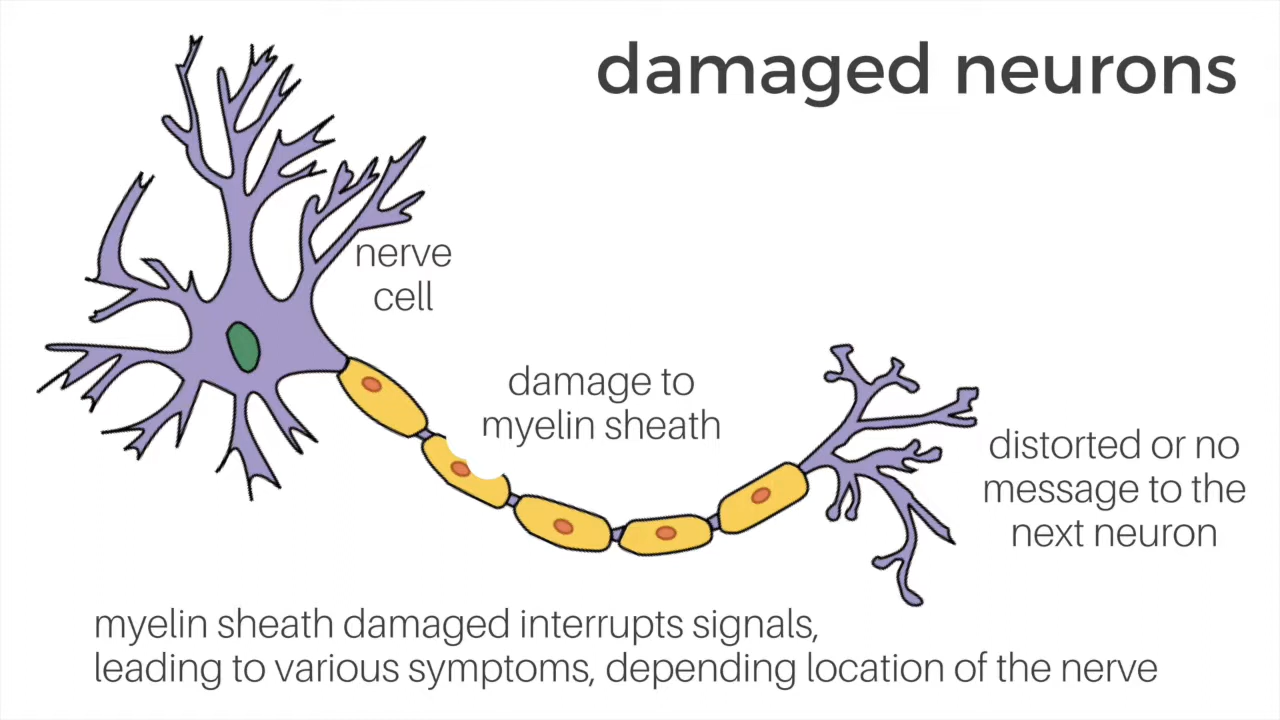 damaged neurons
nerve
cell
damage to
myelin sheath
distorted or no
message to the
next neuron
myelin sheath damaged interrupts signals,
leading to various symptoms, depending location of the nerve